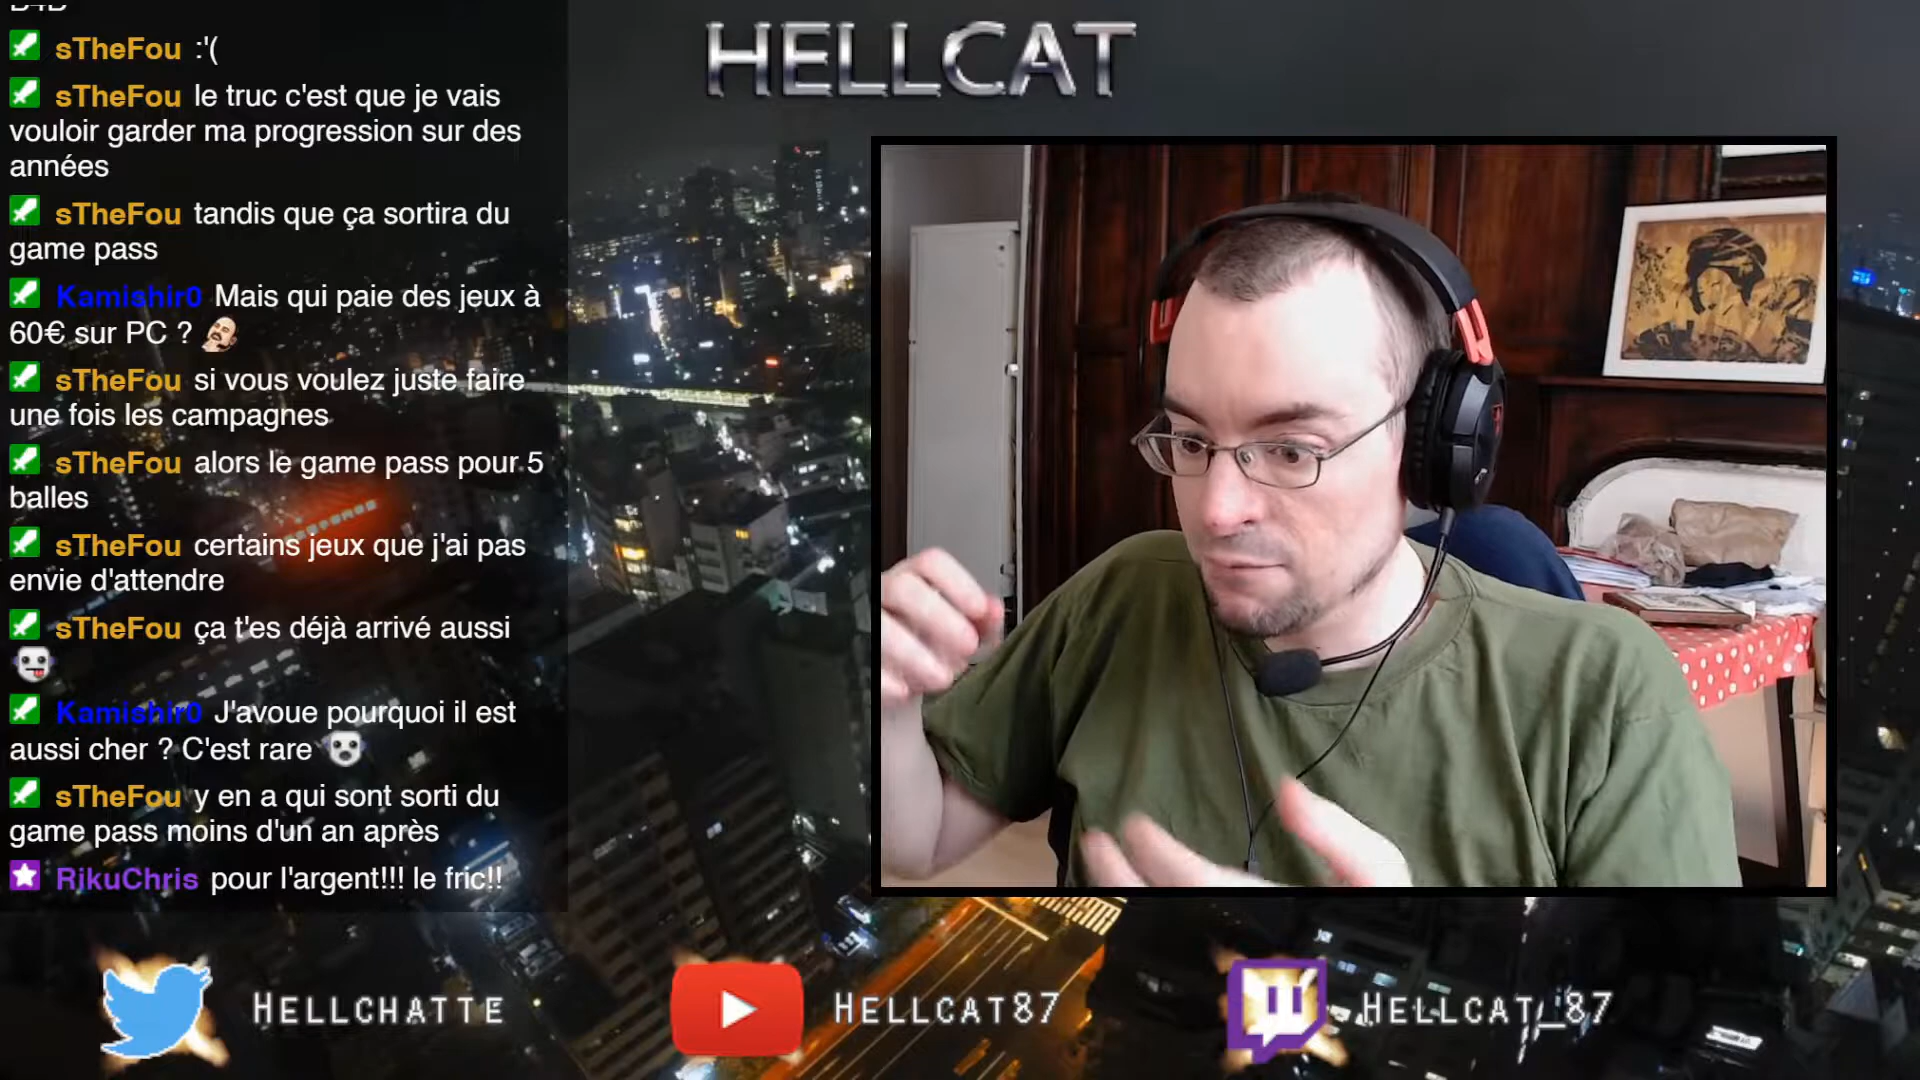 HELLCAT
sTheFou :'(
sTheFou le truc c'est que je vais
vouloir garder ma progression sur des
années
sTheFou tandis que ça sortira du
game pass
Kamishir0 Mais qui paie des jeux à
60€ sur PC ?
sTheFou si vous voulez juste faire
une fois les campagnes
sTheFou alors le game pass pour 5
balles
sTheFou certains jeux que j'ai pas
envie d'attendre
sTheFou ça t'es déjà arrivé aussi
Kamishir0 J'avoue pourquoi il est
aussi cher ? C'est rare
sTheFou y en a qui sont sorti du
game pass moins d'un an après
RikuChris pour l'argent!!! le fric!!
HELLCHATTE
HELLCAT87
HELLCAT_87